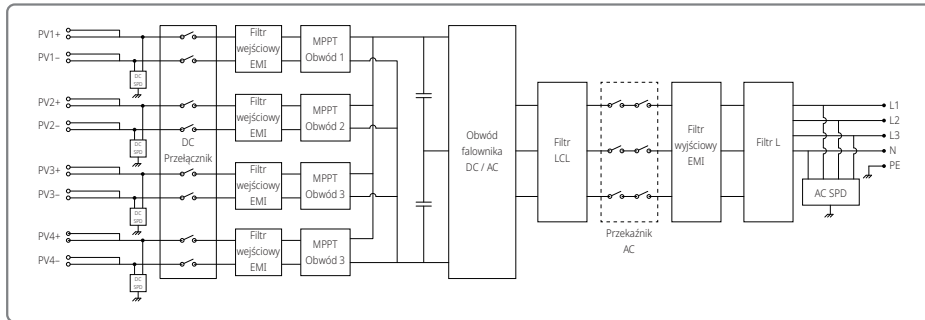 PV1+
PV1−
DC
SPD
Filtr
wejściowy
EMI
MPPT
Obwód 1
PV2+
PV2−
DC
SPD
Filtr
wejściowy
EMI
MPPT
Obwód 2
DC
Przełącznik
PV3+
PV3−
DC
SPD
Filtr
wejściowy
EMI
MPPT
Obwód 3
PV4+
PV4−
DC
SPD
Filtr
wejściowy
EMI
MPPT
Obwód 3
Obwód
falownika
DC / AC
Filtr
LCL
Przekaźnik
AC
Filtr
wyjściowy
EMI
Filtr L
L1
L2
L3
N
PE
AC SPD